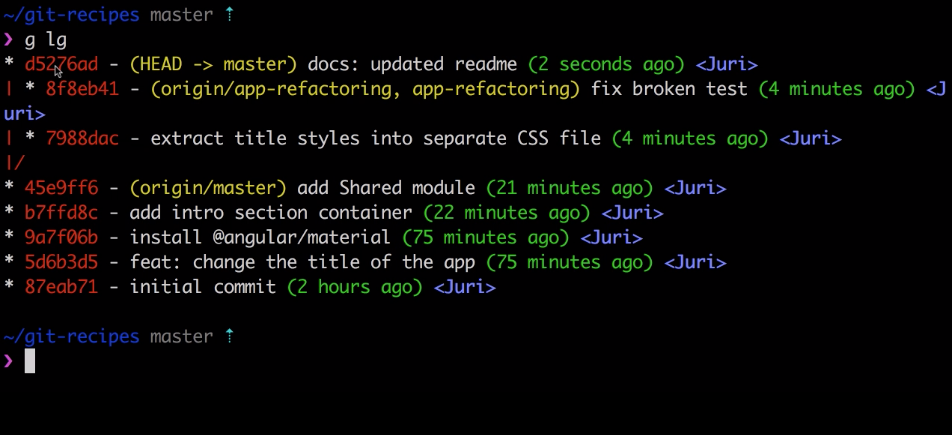 ~/git-recipes master ⇡
❯ g lg
* d5276ad - (HEAD -> master) docs: updated readme (2 seconds ago) <Juri>
| * 8f8eb41 - (origin/app-refactoring, app-refactoring) fix broken test (4 minutes ago) <J
uri>
| * 7988dac - extract title styles into separate CSS file (4 minutes ago) <Juri>
|/
* 45e9ff6 - (origin/master) add Shared module (21 minutes ago) <Juri>
* b7ffd8c - add intro section container (22 minutes ago) <Juri>
* 9a7f06b - install @angular/material (75 minutes ago) <Juri>
* 5d6b3d5 - feat: change the title of the app (75 minutes ago) <Juri>
* 87eab71 - initial commit (2 hours ago) <Juri>
~/git-recipes master ⇡
❯